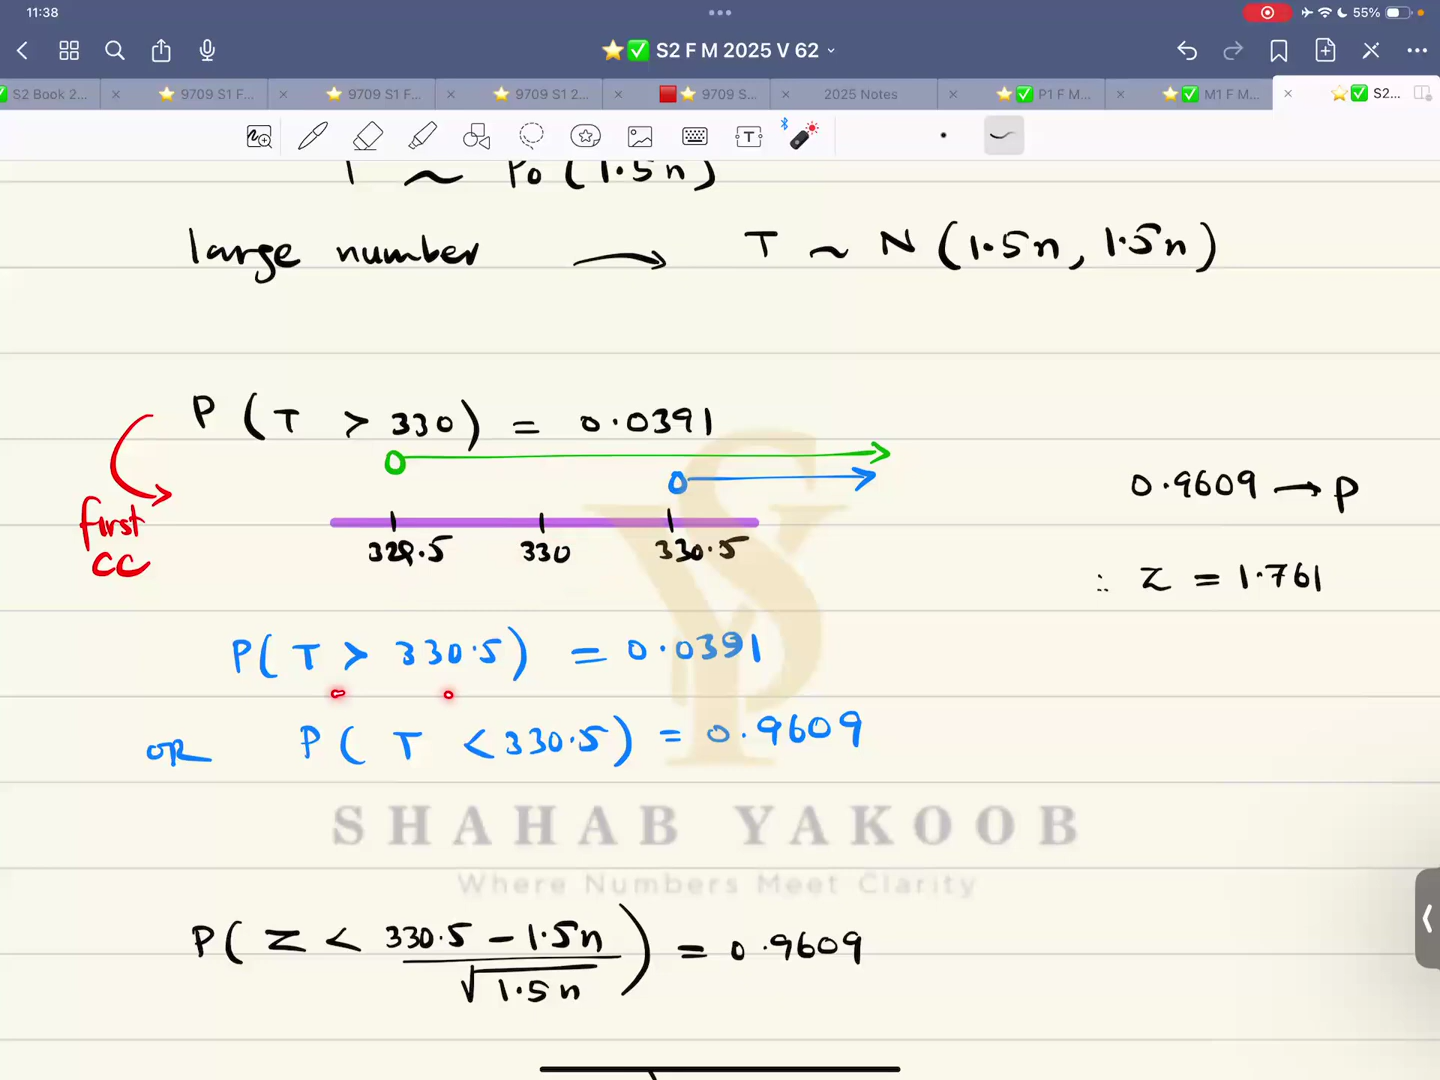 11:38
55%
S2 F M 2025 V 62
S2 Book 2...
9709 S1 F...
9709 S1 F...
9709 S1 2...
9709 S...
2025 Notes
P1 F M...
M1 F M...
S2...
T ~ Po (1.5n)
large number → T ~ N (1.5n, 1.5n)
P (T > 330) = 0.0391
first
CC
329.5 330 330.5
0.9609 → P
∴ Z = 1.761
P( T > 330.5) = 0.0391
OR P( T < 330.5) = 0.9609
SHAHAB YAKOOB
Where Numbers Meet Clarity
P( Z < 330.5 - 1.5n / √1.5n ) = 0.9609